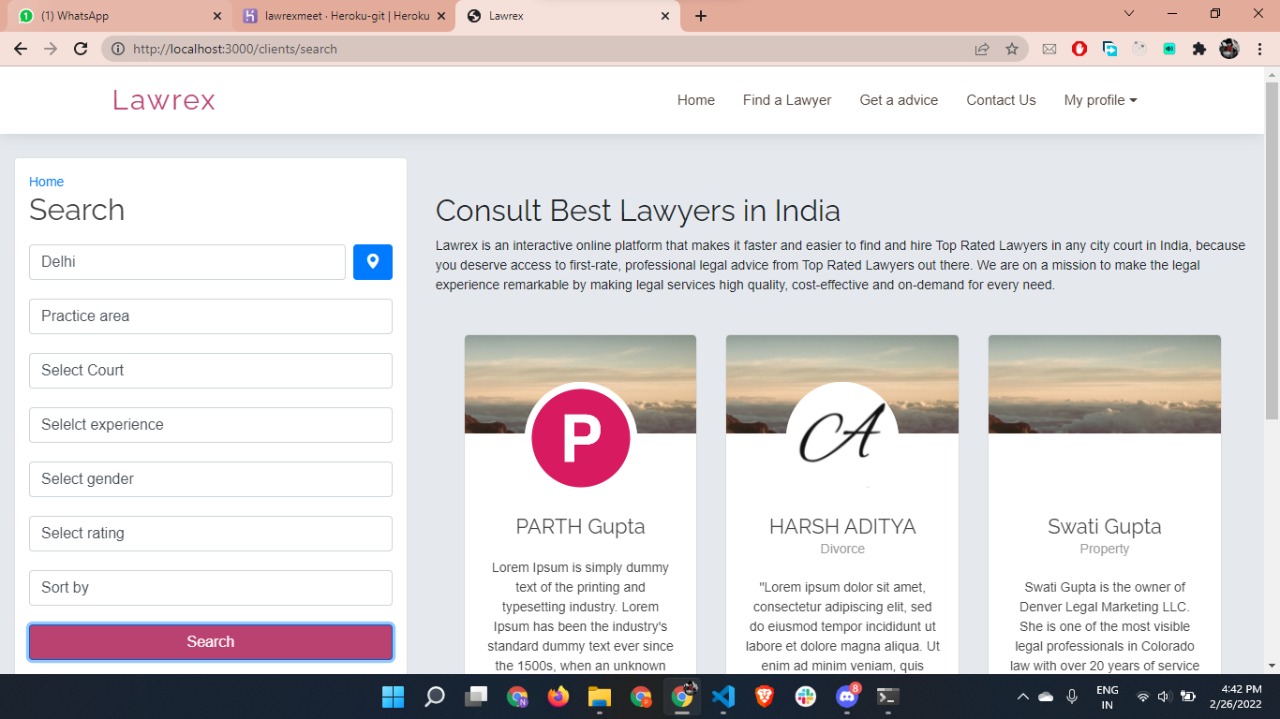 (1) WhatsApp
lawrexmeet · Heroku-git | Heroku
Lawrex
http://localhost:3000/clients/search
Lawrex
Home
Find a Lawyer
Get a advice
Contact Us
My profile
Home
Search
Delhi
Practice area
Select Court
Selelct experience
Select gender
Select rating
Sort by
Search
Consult Best Lawyers in India
Lawrex is an interactive online platform that makes it faster and easier to find and hire Top Rated Lawyers in any city court in India, because
you deserve access to first-rate, professional legal advice from Top Rated Lawyers out there. We are on a mission to make the legal
experience remarkable by making legal services high quality, cost-effective and on-demand for every need.
P
PARTH Gupta
Lorem Ipsum is simply dummy
text of the printing and
typesetting industry. Lorem
Ipsum has been the industry's
standard dummy text ever since
the 1500s, when an unknown
A
HARSH ADITYA
Divorce
"Lorem ipsum dolor sit amet,
consectetur adipiscing elit, sed
do eiusmod tempor incididunt ut
labore et dolore magna aliqua. Ut
enim ad minim veniam, quis
Swati Gupta
Property
Swati Gupta is the owner of
Denver Legal Marketing LLC.
She is one of the most visible
legal professionals in Colorado
law with over 20 years of service
8
ENG
IN
4:42 PM
2/26/2022